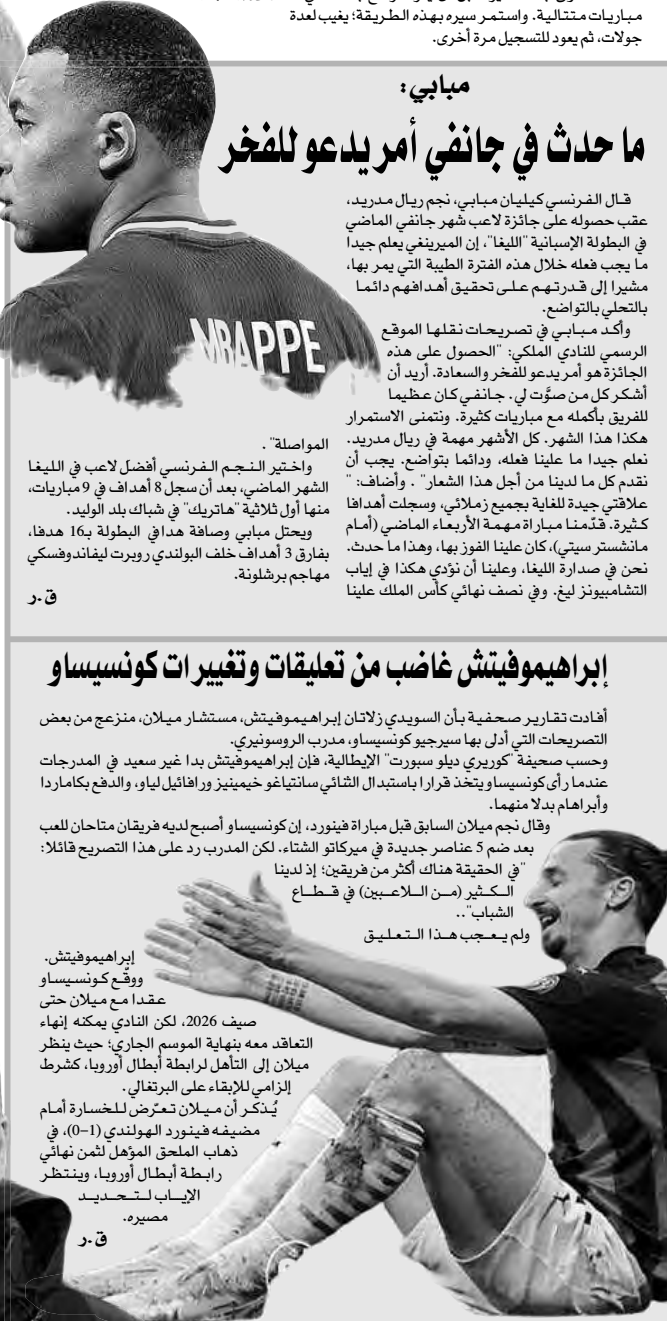 مباريات متتالية. واستمر سيره بهذه الطريقة؛ يغيب لعدة
جولات، ثم يعود للتسجيل مرة أخرى.
مبابي:
ما حدث في جانفي أمر يدعو للفخر
MBAPPE
قال الفرنسي كيليان مبابي، نجم ريال مدريد،
عقب حصوله على جائزة لاعب شهر جانفي الماضي
في البطولة الإسبانية "الليغا"، إن الميرينغي يعلم جيدا
ما يجب فعله خلال هذه الفترة الطيبة التي يمر بها،
مشيرا إلى قدرتهم على تحقيق أهدافهم دائما
بالتحلي بالتواضع.
وأكد مبابي في تصريحات نقلها الموقع
الرسمي للنادي الملكي: "الحصول على هذه
الجائزة هو أمر يدعو للفخر والسعادة. أريد أن
أشكر كل من صوَّت لي. جانفي كان عظيما
للفريق بأكمله مع مباريات كثيرة. ونتمنى الاستمرار
هكذا هذا الشهر. كل الأشهر مهمة في ريال مدريد.
نعلم جيدا ما علينا فعله، ودائما بتواضع. يجب أن
نقدم كل ما لدينا من أجل هذا الشعار" . وأضاف: "
علاقتي جيدة للغاية بجميع زملائي، وسجلت أهدافا
كثيرة. قدّمنا مباراة مهمة الأربعاء الماضي (أمام
مانشستر سيتي)، كان علينا الفوز بها، وهذا ما حدث.
نحن في صدارة الليغا، وعلينا أن نؤدي هكذا في إياب
التشامبيونز ليغ. وفي نصف نهائي كأس الملك علينا
المواصلة" .
واختير النجم الفرنسي أفضل لاعب في الليغا
الشهر الماضي، بعد أن سجل 8 أهداف في 9 مباريات،
منها أول ثلاثية "هاتريك" في شباك بلد الوليد.
ويحتل مبابي وصافة هدافي البطولة بـ16 هدفا،
بفارق 3 أهداف خلف البولندي روبرت ليفاندوفسكي
مهاجم برشلونة.
ق.ر
إبراهيموفيتش غاضب من تعليقات وتغييرات كونسيساو
أفادت تقارير صحفية بأن السويدي زلاتان إبراهيموفيتش، مستشار ميلان، منزعج من بعض
التصريحات التي أدلى بها سيرجيو كونسيساو، مدرب الروسونيري.
وحسب صحيفة "كوريري ديلو سبورت" الإيطالية، فإن إبراهيموفيتش بدا غير سعيد في المدرجات
عندما رأى كونسيساو يتخذ قرارا باستبدال الثنائي سانتياغو خيمينيز ورافائيل لياو، والدفع بكاماردا
وأبراهام بدلا منهما.
وقال نجم ميلان السابق قبل مباراة فينورد، إن كونسيساو أصبح لديه فريقان متاحان للعب
بعد ضم 5 عناصر جديدة في ميركاتو الشتاء. لكن المدرب رد على هذا التصريح قائلا:
"في الحقيقة هناك أكثر من فريقين؛ إذ لدينا
الكثير (من اللاعبين) في قطاع
الشباب"..
ولم يعجب هذا التعليق
إبراهيموفيتش.
ووقّع كونسيساو
عقدا مع ميلان حتى
صيف 2026، لكن النادي يمكنه إنهاء
التعاقد معه بنهاية الموسم الجاري؛ حيث ينظر
ميلان إلى التأهل لرابطة أبطال أوروبا، كشرط
إلزامي للإبقاء على البرتغالي.
يُذكر أن ميلان تعرّض للخسارة أمام
مضيفه فينورد الهولندي (1-0)، في
ذهاب الملحق المؤهل لثمن نهائي
رابطة أبطال أوروبا، وينتظر
الإياب لتحديد
مصيره.
ق.ر